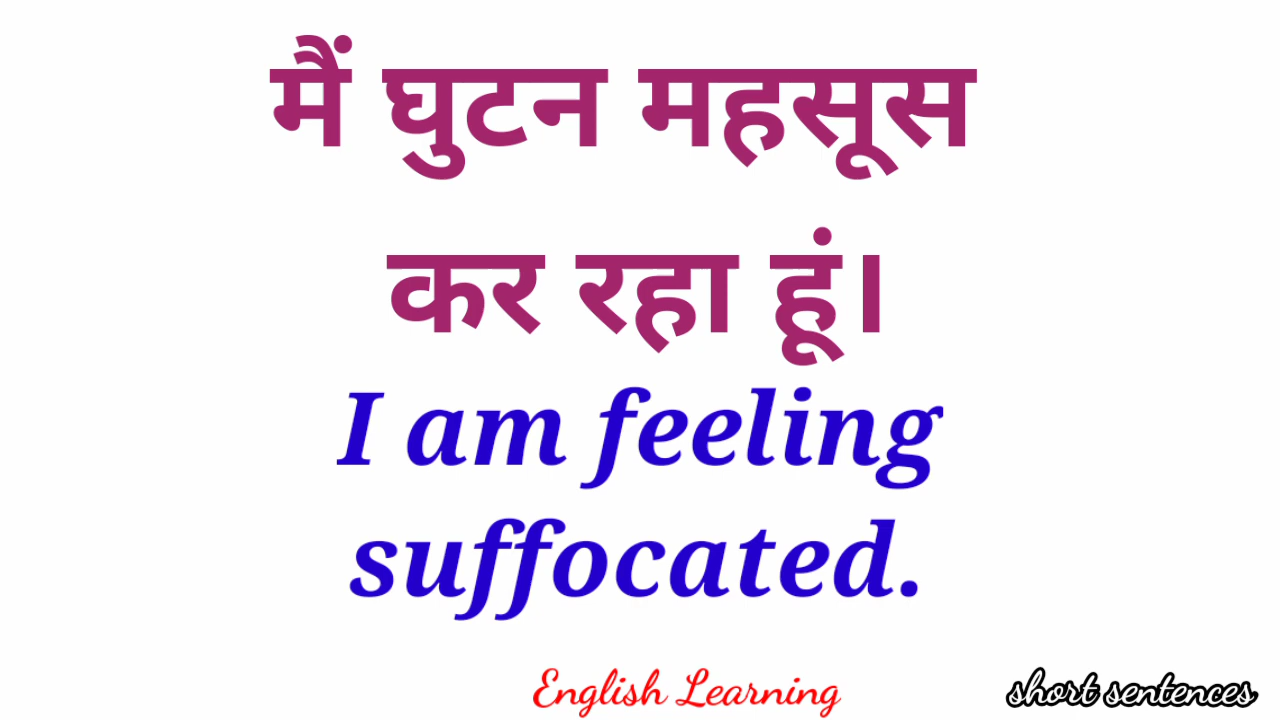 मैं घुटन महसूस
कर रहा हूं।
I am feeling
suffocated.
English Learning
short sentences